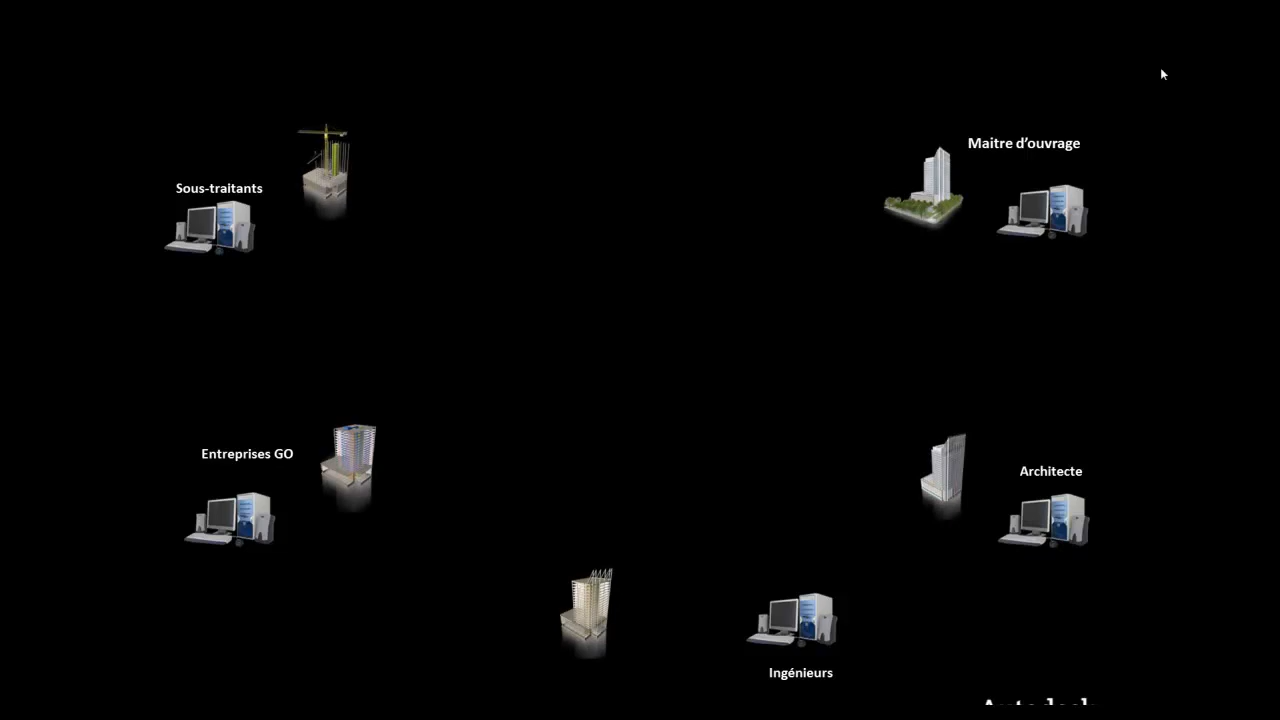 Maitre d’ouvrage
Sous-traitants
Entreprises GO
Architecte
Ingénieurs